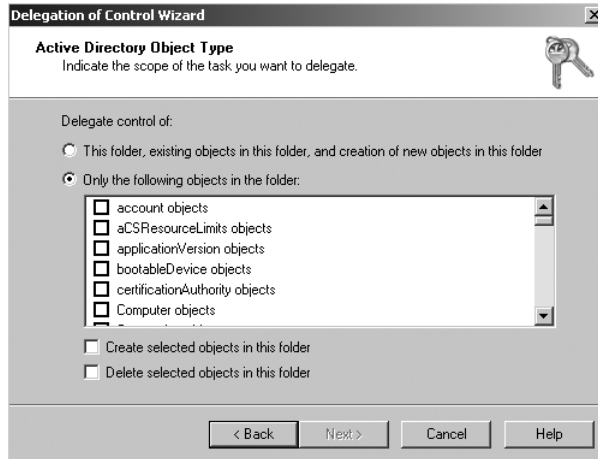 Delegation of Control Wizard
Active Directory Object Type
Indicate the scope of the task you want to delegate.
Delegate control of:
This folder, existing objects in this folder, and creation of new objects in this folder
Only the following objects in the folder:
account objects
aCSResourceLimits objects
applicationVersion objects
bootableDevice objects
certificationAuthority objects
Computer objects
Create selected objects in this folder
Delete selected objects in this folder
< Back Next > Cancel Help